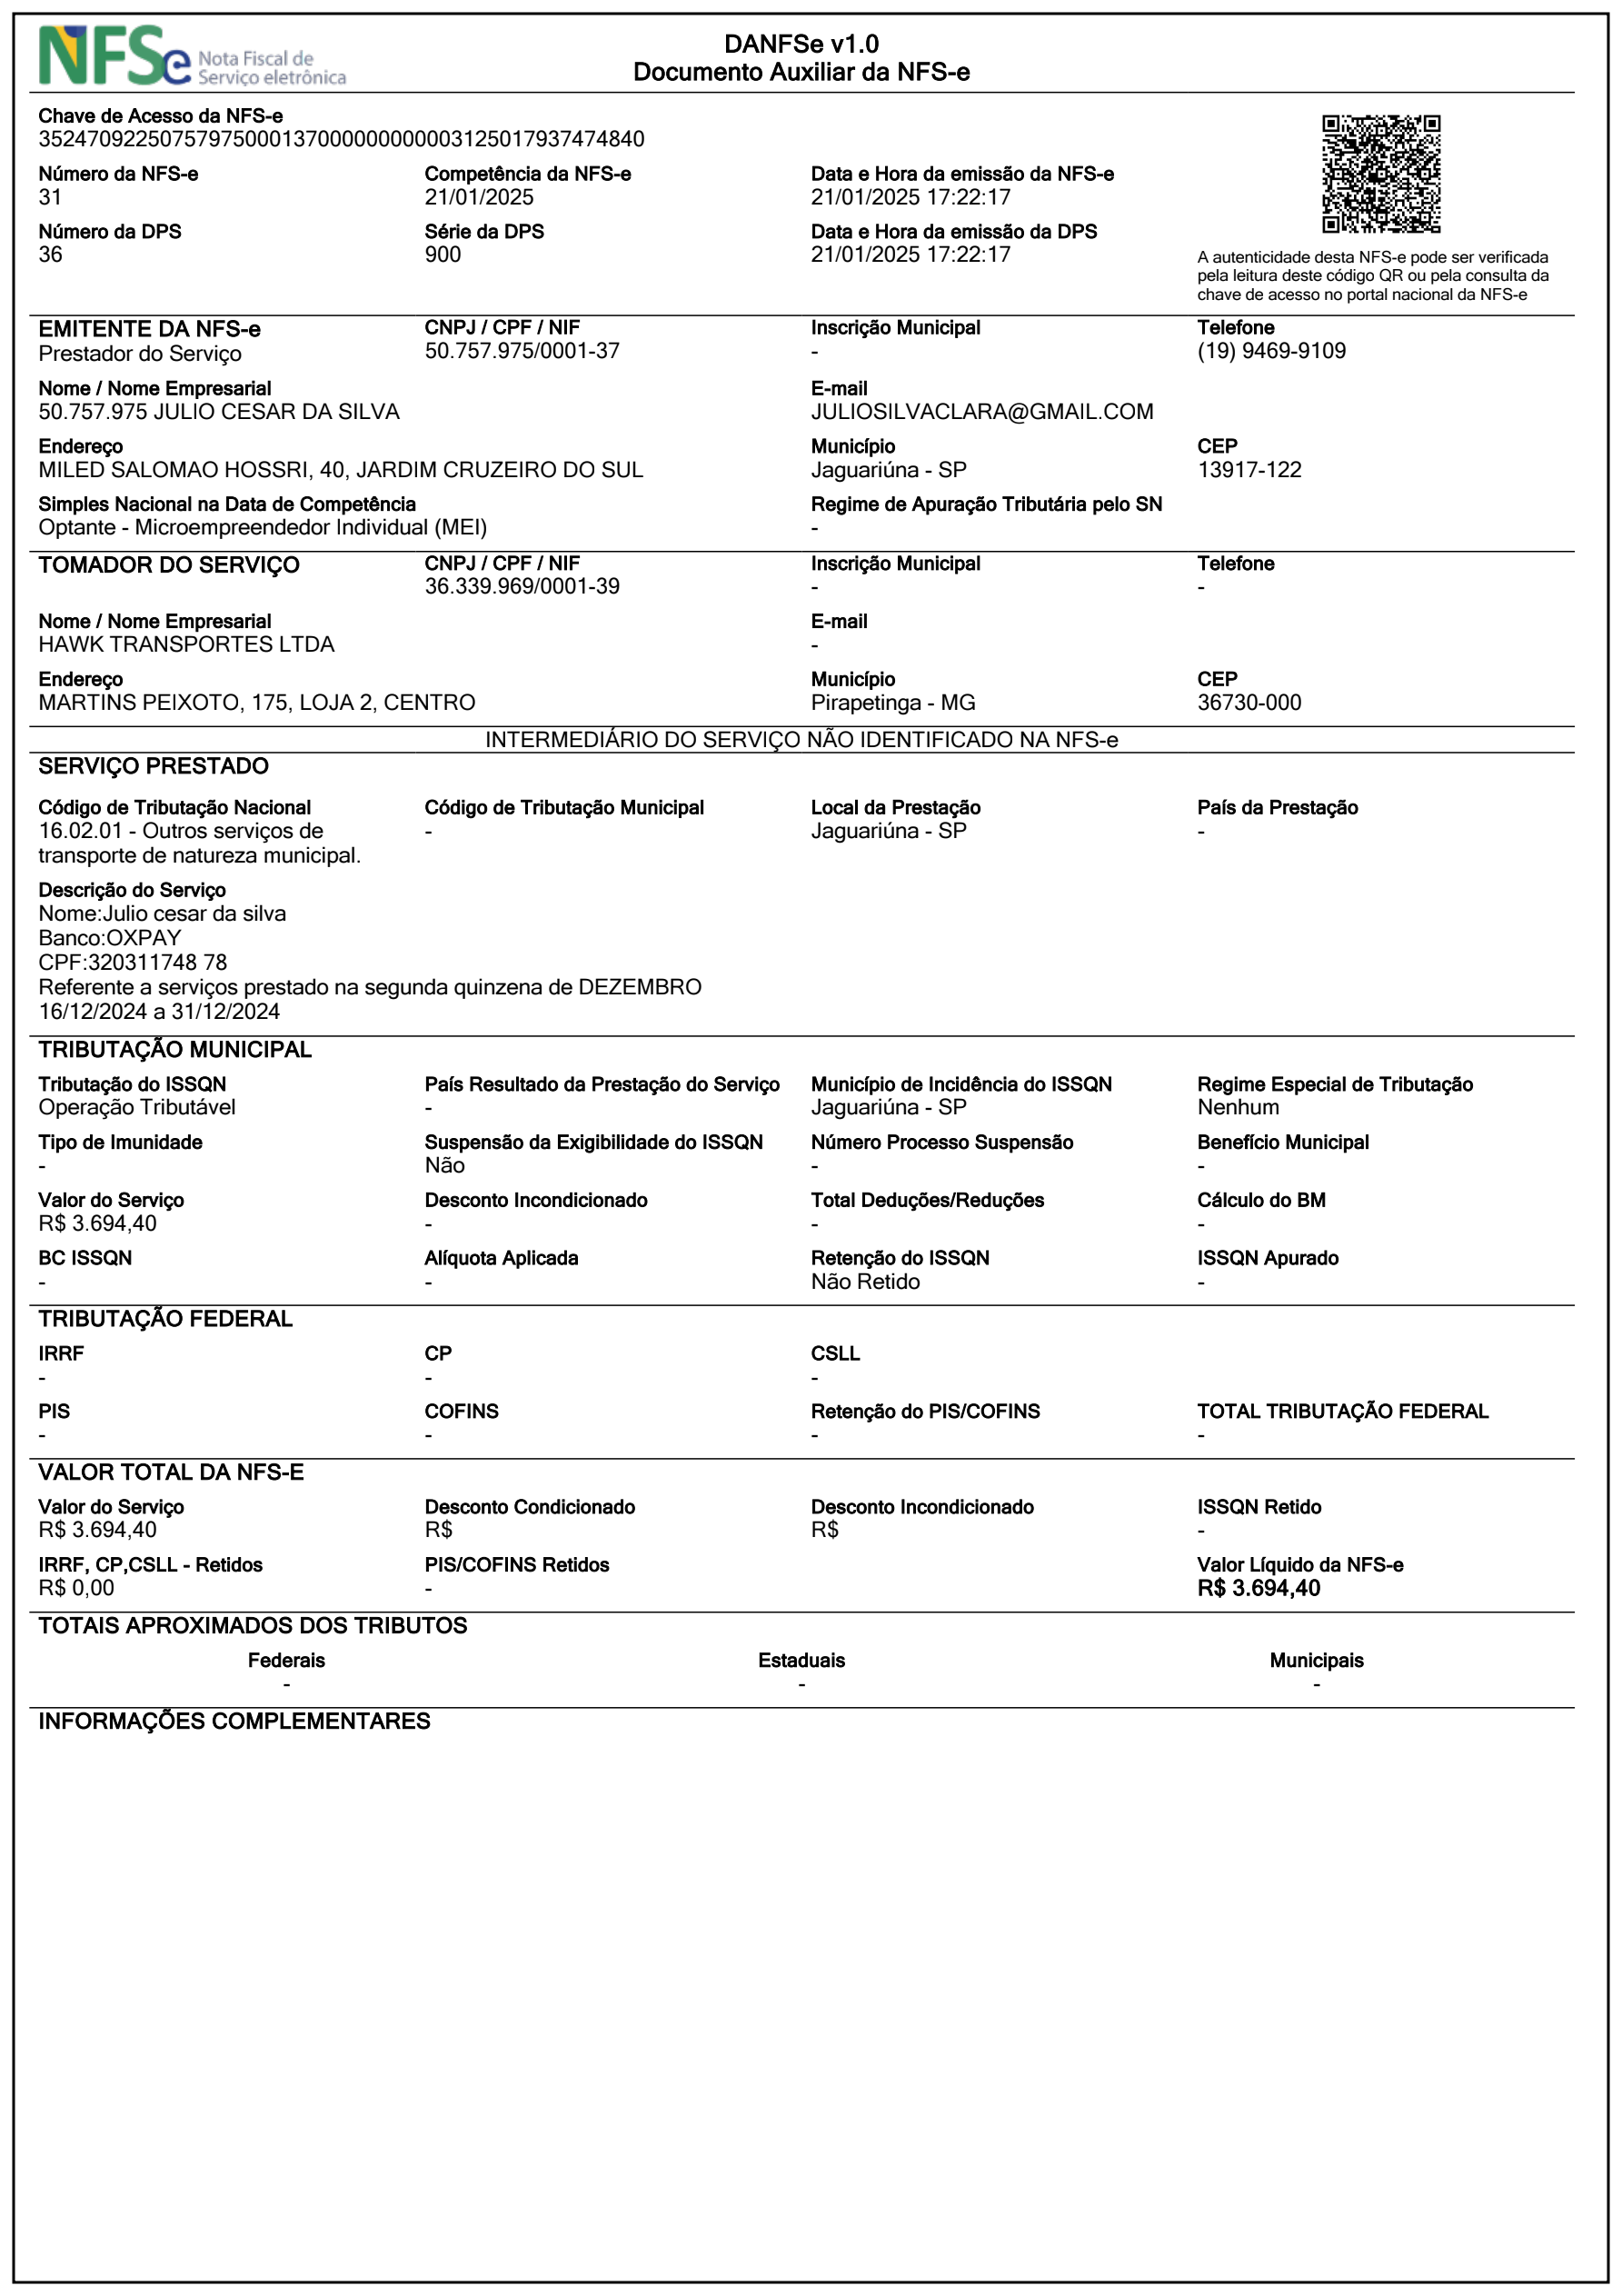 NFSe Nota Fiscal de
Serviço eletrônica
DANFSe v1.0
Documento Auxiliar da NFS-e
Chave de Acesso da NFS-e
35247092250757975000137000000000003125017937474840
Número da NFS-e Competência da NFS-e Data e Hora da emissão da NFS-e
31 21/01/2025 21/01/2025 17:22:17
Número da DPS Série da DPS Data e Hora da emissão da DPS
36 900 21/01/2025 17:22:17
A autenticidade desta NFS-e pode ser verificada
pela leitura deste código QR ou pela consulta da
chave de acesso no portal nacional da NFS-e
EMITENTE DA NFS-e CNPJ / CPF / NIF Inscrição Municipal Telefone
Prestador do Serviço 50.757.975/0001-37 - (19) 9469-9109
Nome / Nome Empresarial E-mail
50.757.975 JULIO CESAR DA SILVA JULIOSILVACLARA@GMAIL.COM
Endereço Município CEP
MILED SALOMAO HOSSRI, 40, JARDIM CRUZEIRO DO SUL Jaguariúna - SP 13917-122
Simples Nacional na Data de Competência Regime de Apuração Tributária pelo SN
Optante - Microempreendedor Individual (MEI) -
TOMADOR DO SERVIÇO CNPJ / CPF / NIF Inscrição Municipal Telefone
36.339.969/0001-39 - -
Nome / Nome Empresarial E-mail
HAWK TRANSPORTES LTDA -
Endereço Município CEP
MARTINS PEIXOTO, 175, LOJA 2, CENTRO Pirapetinga - MG 36730-000
INTERMEDIÁRIO DO SERVIÇO NÃO IDENTIFICADO NA NFS-e
SERVIÇO PRESTADO
Código de Tributação Nacional Código de Tributação Municipal Local da Prestação País da Prestação
16.02.01 - Outros serviços de - Jaguariúna - SP -
transporte de natureza municipal.
Descrição do Serviço
Nome:Julio cesar da silva
Banco:OXPAY
CPF:320311748 78
Referente a serviços prestado na segunda quinzena de DEZEMBRO
16/12/2024 a 31/12/2024
TRIBUTAÇÃO MUNICIPAL
Tributação do ISSQN País Resultado da Prestação do Serviço Município de Incidência do ISSQN Regime Especial de Tributação
Operação Tributável - Jaguariúna - SP Nenhum
Tipo de Imunidade Suspensão da Exigibilidade do ISSQN Número Processo Suspensão Benefício Municipal
- Não - -
Valor do Serviço Desconto Incondicionado Total Deduções/Reduções Cálculo do BM
R$ 3.694,40 - - -
BC ISSQN Alíquota Aplicada Retenção do ISSQN ISSQN Apurado
- - Não Retido -
TRIBUTAÇÃO FEDERAL
IRRF CP CSLL
- - -
PIS COFINS Retenção do PIS/COFINS TOTAL TRIBUTAÇÃO FEDERAL
- - - -
VALOR TOTAL DA NFS-E
Valor do Serviço Desconto Condicionado Desconto Incondicionado ISSQN Retido
R$ 3.694,40 R$ R$ -
IRRF, CP,CSLL - Retidos PIS/COFINS Retidos Valor Líquido da NFS-e
R$ 0,00 - R$ 3.694,40
TOTAIS APROXIMADOS DOS TRIBUTOS
Federais Estaduais Municipais
- - -
INFORMAÇÕES COMPLEMENTARES